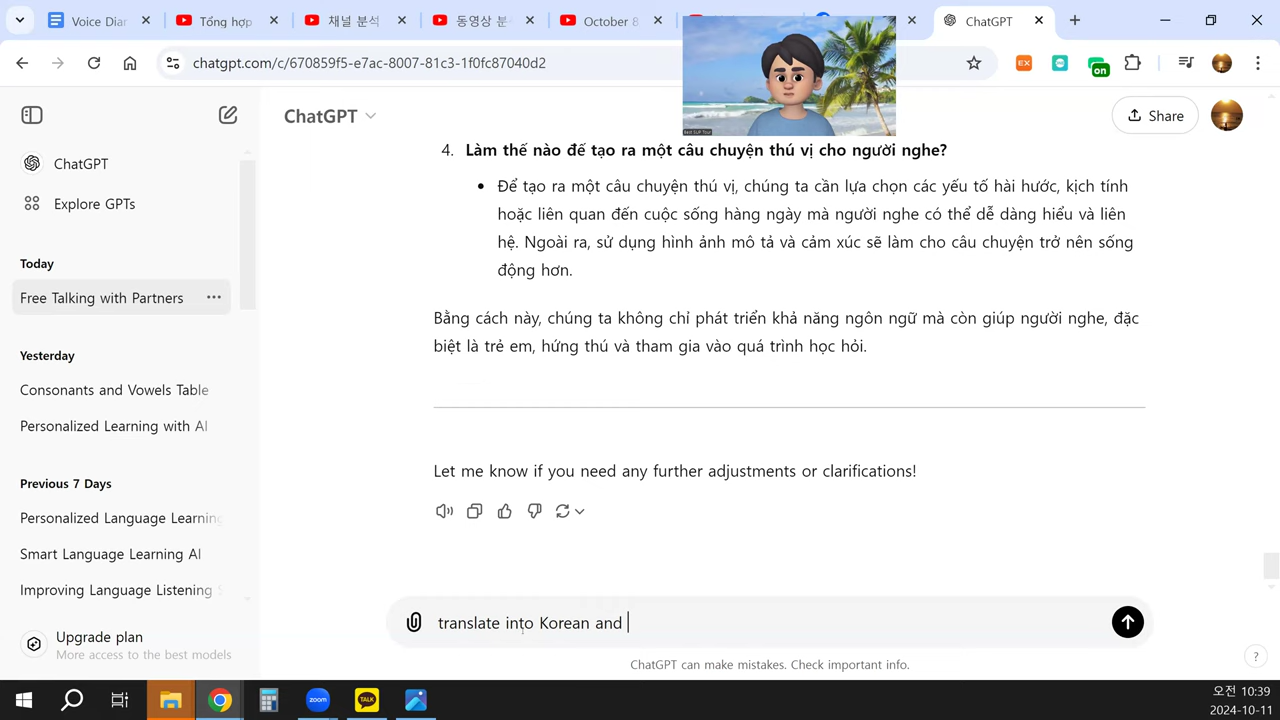 Voice Diar
Tổng hợp
채널 분석
동영상 분
October 8
ChatGPT
chatgpt.com/c/670859f5-e7ac-8007-81c3-1f0fc87040d2
EX
on
ChatGPT
Share
ChatGPT
Explore GPTs
Today
Free Talking with Partners
Yesterday
Consonants and Vowels Table
Personalized Learning with AI
Previous 7 Days
Personalized Language Learning
Smart Language Learning AI
Improving Language Listening S
Upgrade plan
More access to the best models
4. Làm thế nào để tạo ra một câu chuyện thú vị cho người nghe?
Để tạo ra một câu chuyện thú vị, chúng ta cần lựa chọn các yếu tố hài hước, kịch tính
hoặc liên quan đến cuộc sống hàng ngày mà người nghe có thể dễ dàng hiểu và liên
hệ. Ngoài ra, sử dụng hình ảnh mô tả và cảm xúc sẽ làm cho câu chuyện trở nên sống
động hơn.
Bằng cách này, chúng ta không chỉ phát triển khả năng ngôn ngữ mà còn giúp người nghe, đặc
biệt là trẻ em, hứng thú và tham gia vào quá trình học hỏi.
Let me know if you need any further adjustments or clarifications!
translate into Korean and
ChatGPT can make mistakes. Check important info.
?
zoom
TALK
오전 10:39
2024-10-11